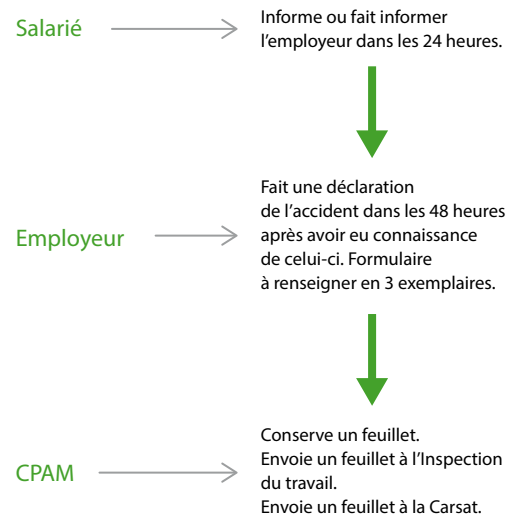 Salarié
Informe ou fait informer
l’employeur dans les 24 heures.
Employeur
Fait une déclaration
de l’accident dans les 48 heures
après avoir eu connaissance
de celui-ci. Formulaire
à renseigner en 3 exemplaires.
CPAM
Conserve un feuillet.
Envoie un feuillet à l’Inspection
du travail.
Envoie un feuillet à la Carsat.